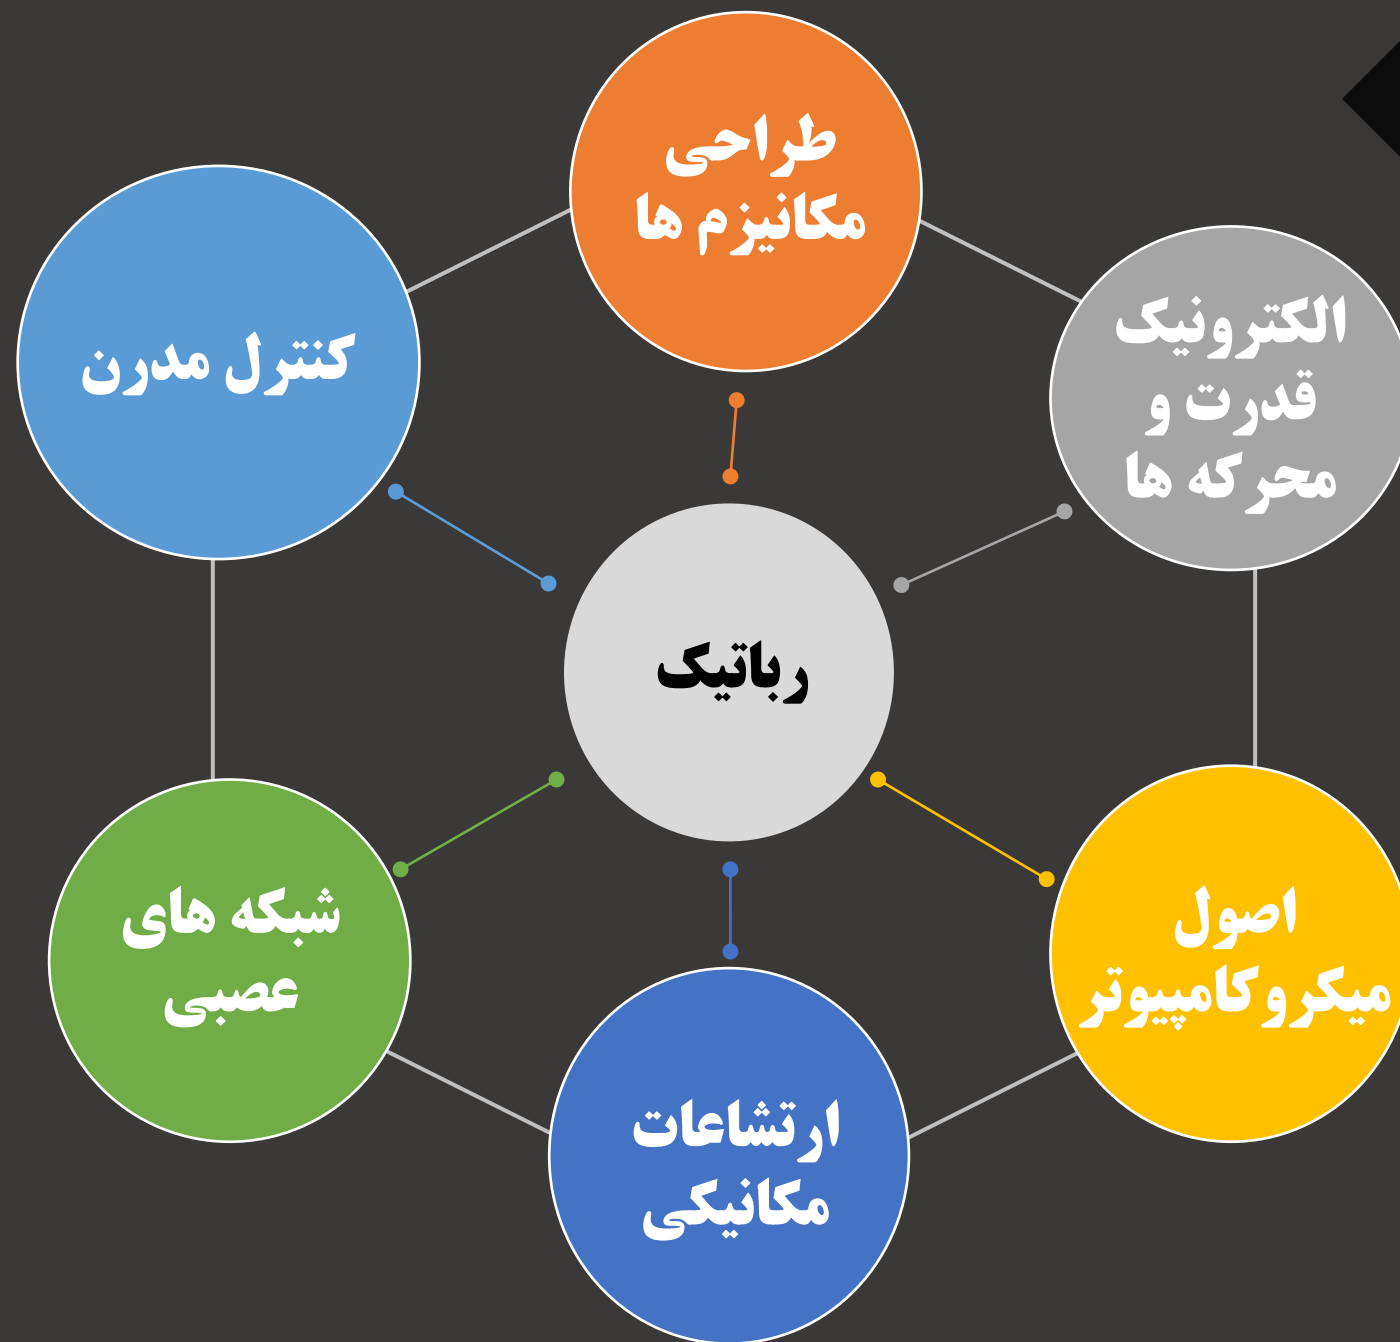 طراحی
مکانیزم ها
الکترونیک
قدرت و
محرکه ها
کنترل مدرن
رباتیک
اصول
میکروکامپیوتر
شبکه های
عصبی
ارتشاعات
مکانیکی